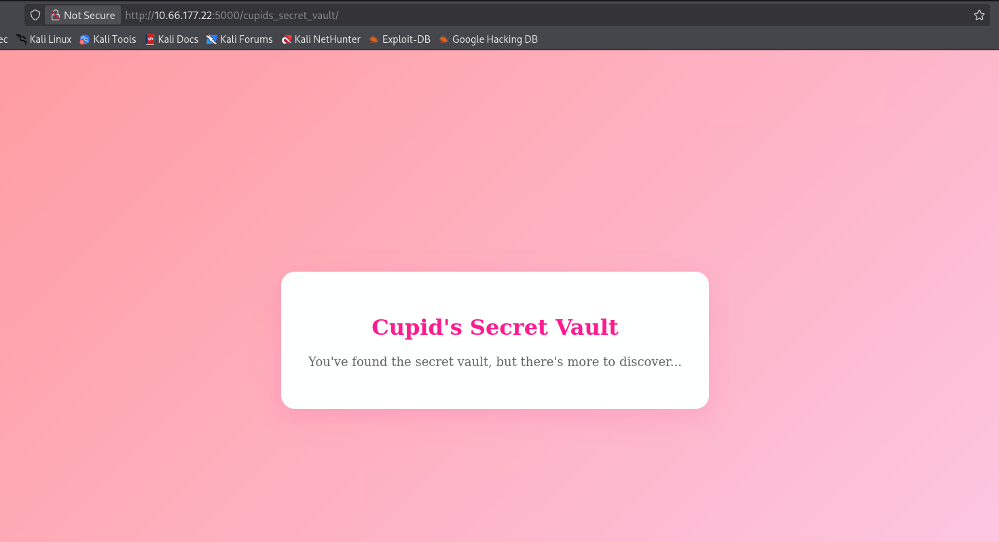 Not Secure http://10.66.177.22:5000/cupids_secret_vault/
ec Kali Linux Kali Tools Kali Docs Kali Forums Kali NetHunter Exploit-DB Google Hacking DB
Cupid's Secret Vault
You've found the secret vault, but there's more to discover...